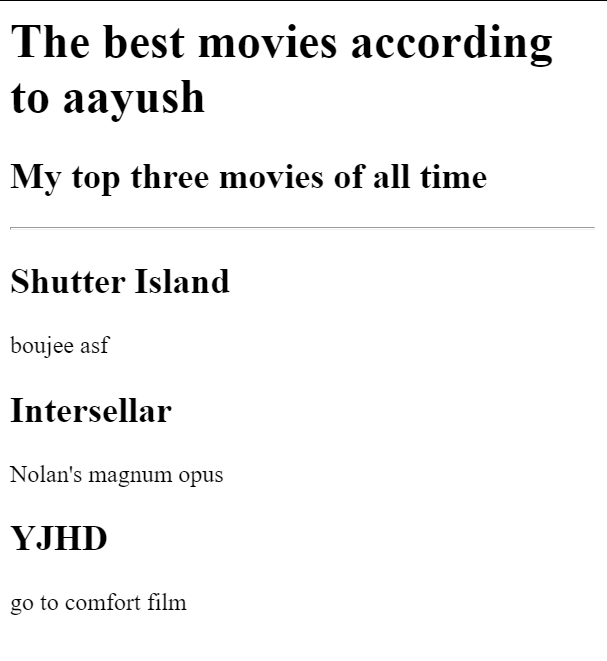 The best movies according
to aayush
My top three movies of all time
Shutter Island
boujee asf
Intersellar
Nolan's magnum opus
YJHD
go to comfort film